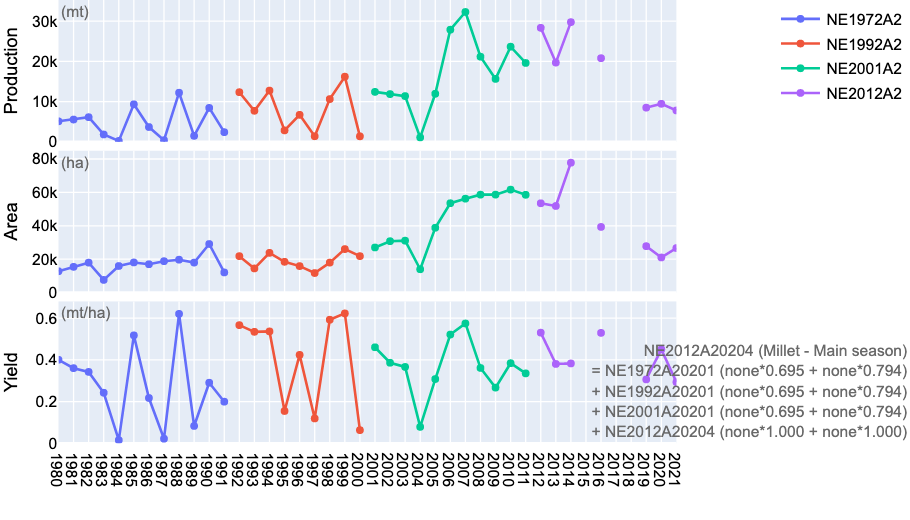 Production
(mt)
30k
20k
10k
0
NE1972A2
NE1992A2
NE2001A2
NE2012A2
Area
(ha)
80k
60k
40k
20k
0
Yield
(mt/ha)
0.6
0.4
0.2
0
NE2012A20204 (Millet - Main season)
= NE1972A20201 (none*0.695 + none*0.794)
+ NE1992A20201 (none*0.695 + none*0.794)
+ NE2001A20201 (none*0.695 + none*0.794)
+ NE2012A20204 (none*1.000 + none*1.000)
1980 1981 1982 1983 1984 1985 1986 1987 1988 1989 1990 1991 1992 1993 1994 1995 1996 1997 1998 1999 2000 2001 2002 2003 2004 2005 2006 2007 2008 2009 2010 2011 2012 2013 2014 2015 2016 2017 2018 2019 2020 2021